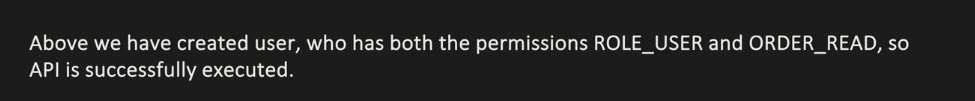 Above we have created user, who has both the permissions ROLE_USER and ORDER_READ, so
API is successfully executed.